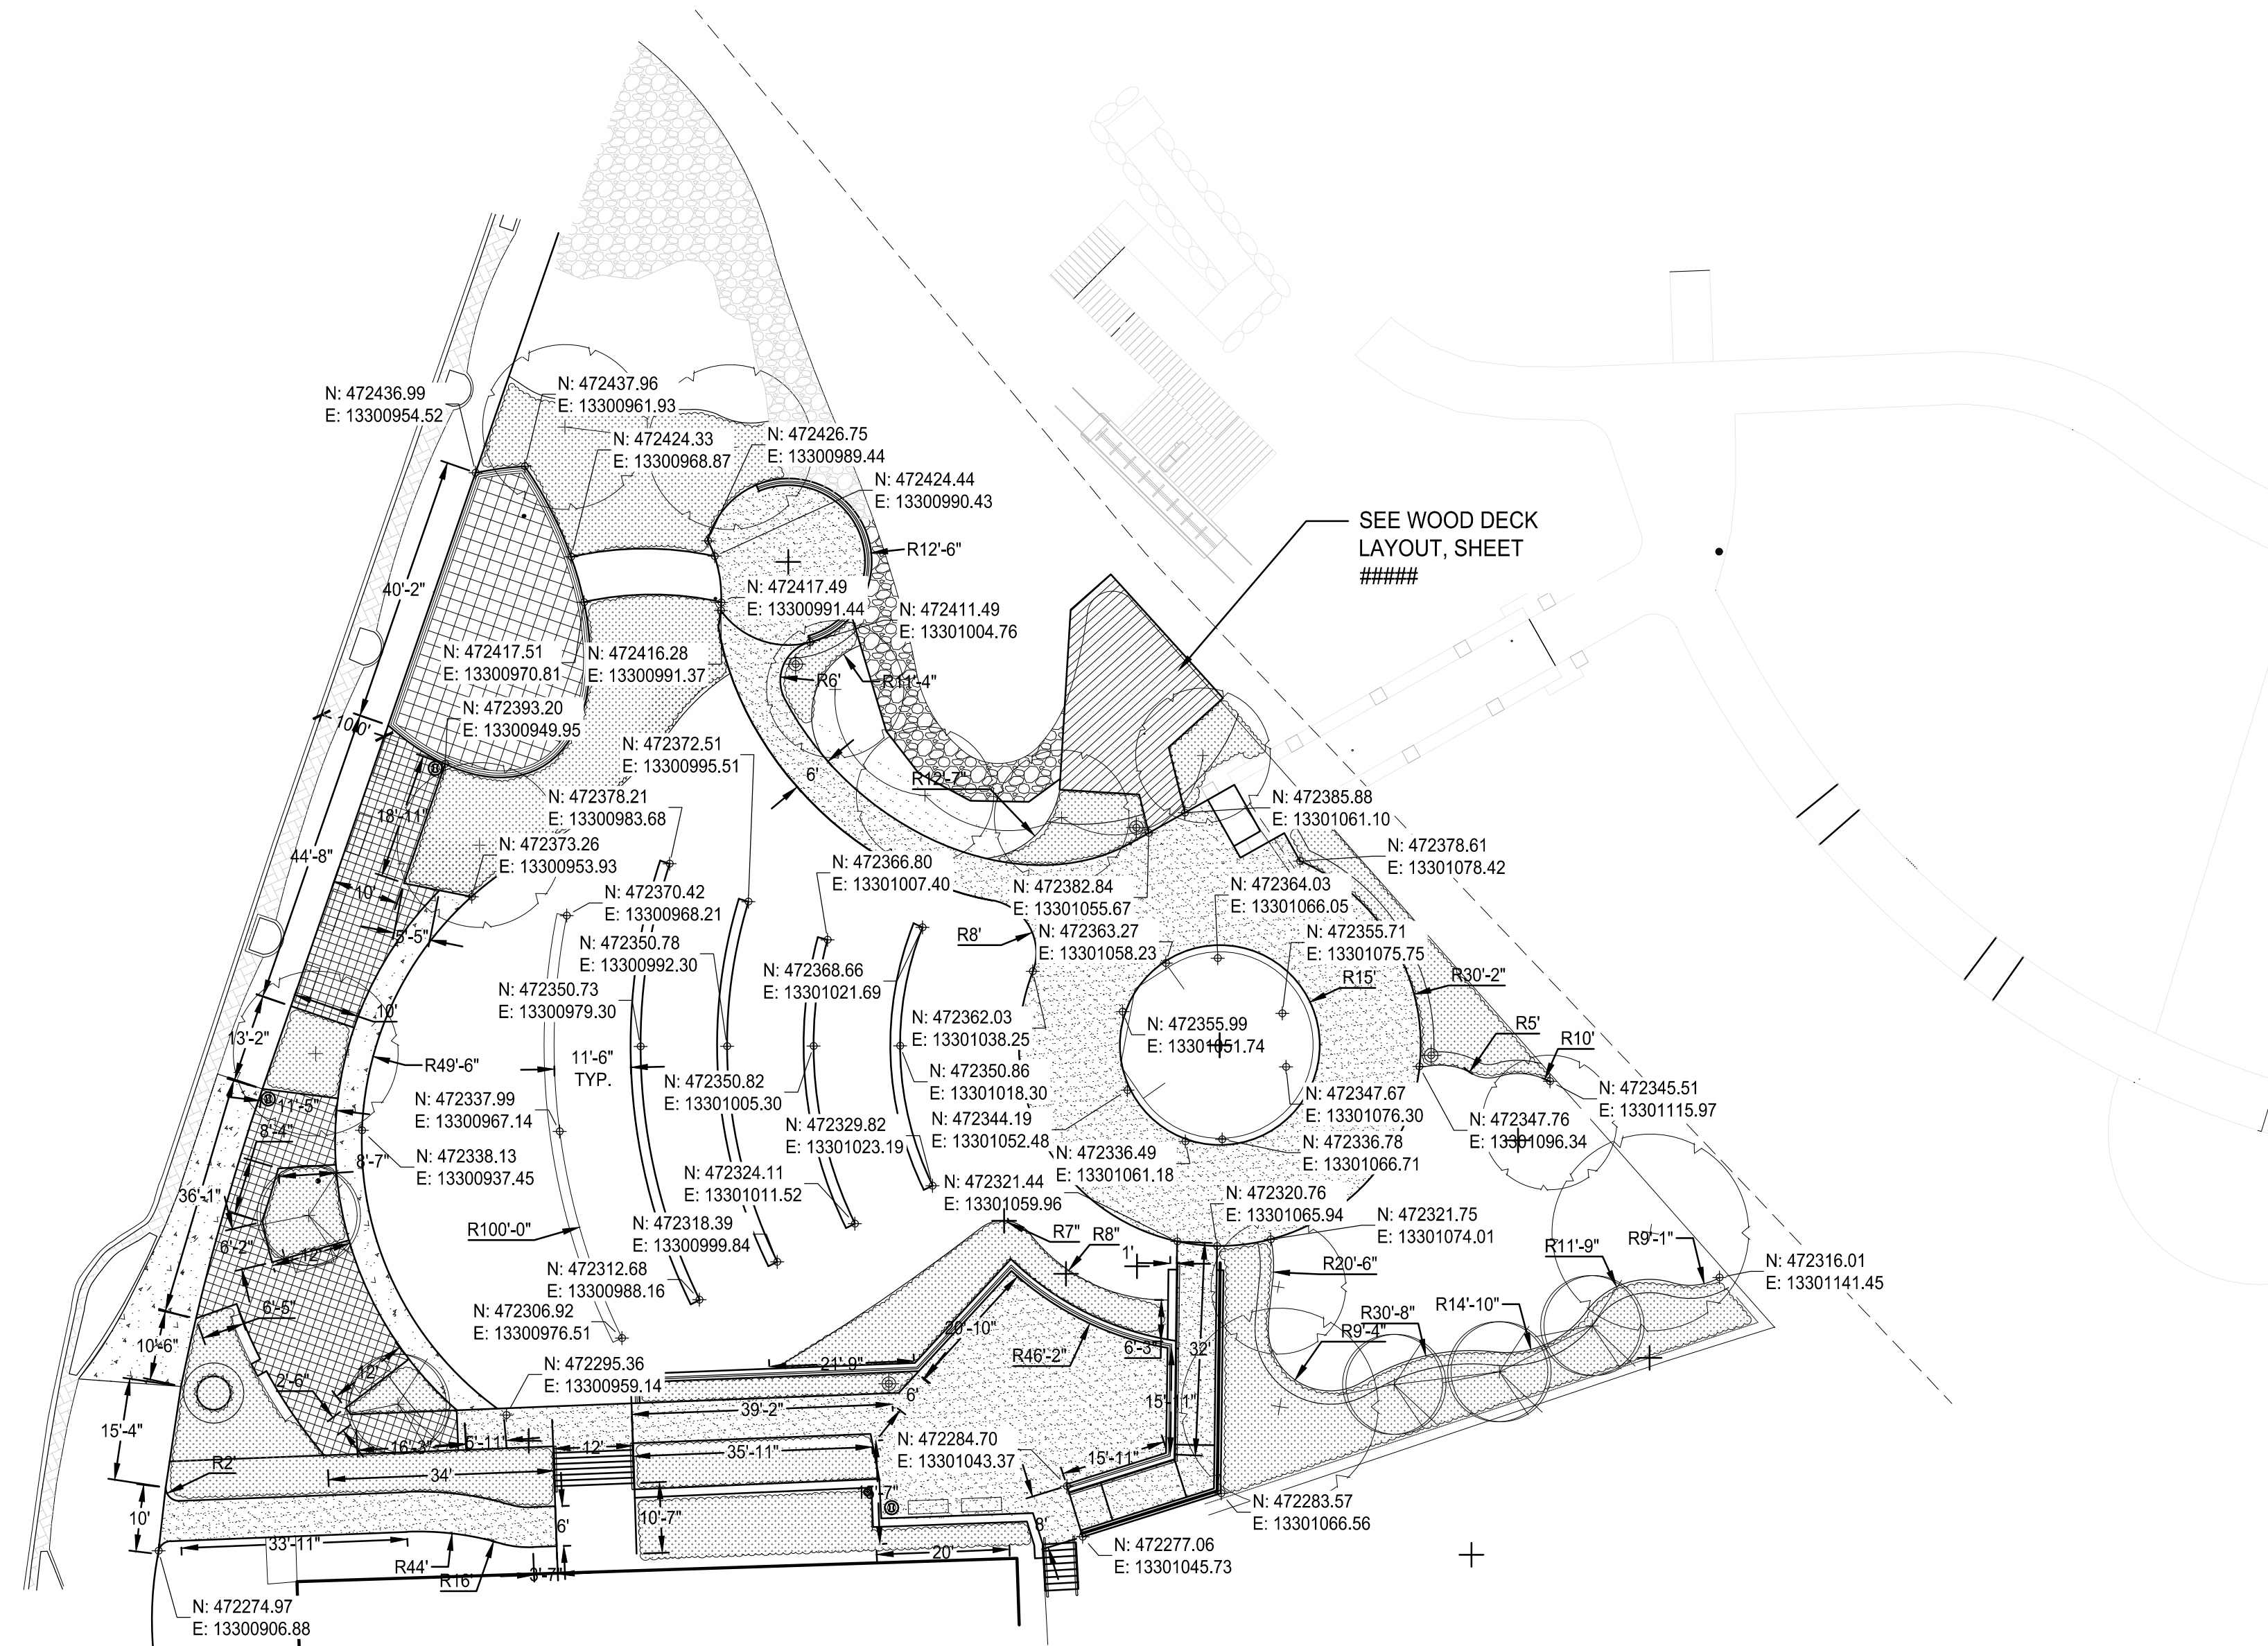 N: 472436.99
E: 13300954.52
N: 472437.96
E: 13300961.93
N: 472424.33
E: 13300968.87
N: 472426.75
E: 13300989.44
N: 472424.44
E: 13300990.43
SEE WOOD DECK
LAYOUT, SHEET
#####
R12'-6"
40'-2"
N: 472417.49
E: 13300991.44
N: 472411.49
E: 13301004.76
N: 472417.51
E: 13300970.81
N: 472416.28
E: 13300991.37
R6'
R11'-4"
N: 472393.20
E: 13300949.95
10'-0"
N: 472372.51
E: 13300995.51
6'
R12'-7"
N: 472378.21
E: 13300983.68
N: 472385.88
E: 13301061.10
18'-11"
44'-8"
N: 472373.26
E: 13300953.93
N: 472366.80
E: 13301007.40
N: 472378.61
E: 13301078.42
10'
N: 472370.42
E: 13300968.21
N: 472382.84
E: 13301055.67
N: 472364.03
E: 13301066.05
5'-5"
N: 472350.78
E: 13300992.30
R8'
N: 472363.27
E: 13301058.23
N: 472355.71
E: 13301075.75
N: 472368.66
E: 13301021.69
R15'
R30'-2"
N: 472350.73
E: 13300979.30
10'
13'-2"
N: 472362.03
E: 13301038.25
N: 472355.99
E: 13301051.74
R5'
R10'
R49'-6"
11'-6"
TYP.
N: 472350.82
E: 13301005.30
N: 472350.86
E: 13301018.30
N: 472345.51
E: 13301115.97
11'-5"
N: 472337.99
E: 13300967.14
N: 472329.82
E: 13301023.19
N: 472344.19
E: 13301052.48
N: 472347.67
E: 13301076.30
N: 472347.76
E: 13301096.34
8'-4"
8'-7"
N: 472338.13
E: 13300937.45
N: 472336.49
E: 13301061.18
N: 472336.78
E: 13301066.71
36'-1"
N: 472324.11
E: 13301011.52
N: 472321.44
E: 13301059.96
N: 472320.76
E: 13301065.94
N: 472321.75
E: 13301074.01
R100'-0"
N: 472318.39
E: 13300999.84
R7"
R8"
1'
6'-2"
12'
R20'-6"
R11'-9"
R9'-1"
N: 472316.01
E: 13301141.45
N: 472312.68
E: 13300988.16
6'-5"
N: 472306.92
E: 13300976.51
20'-10"
R30'-8"
R14'-10"
R9'-4"
10'-6"
R46'-2"
6'-3"
32'
N: 472295.36
E: 13300959.14
21'-9"
12'
2'-6"
6'
39'-2"
15'-11"
15'-4"
16'-3"
5'-11"
12'
35'-11"
N: 472284.70
E: 13301043.37
15'-11"
R2'
34'
10'-7"
N: 472283.57
E: 13301066.56
10'
6'
8'
33'-11"
20'
R44'
R16'
3'-7"
N: 472277.06
E: 13301045.73
N: 472274.97
E: 13300906.88